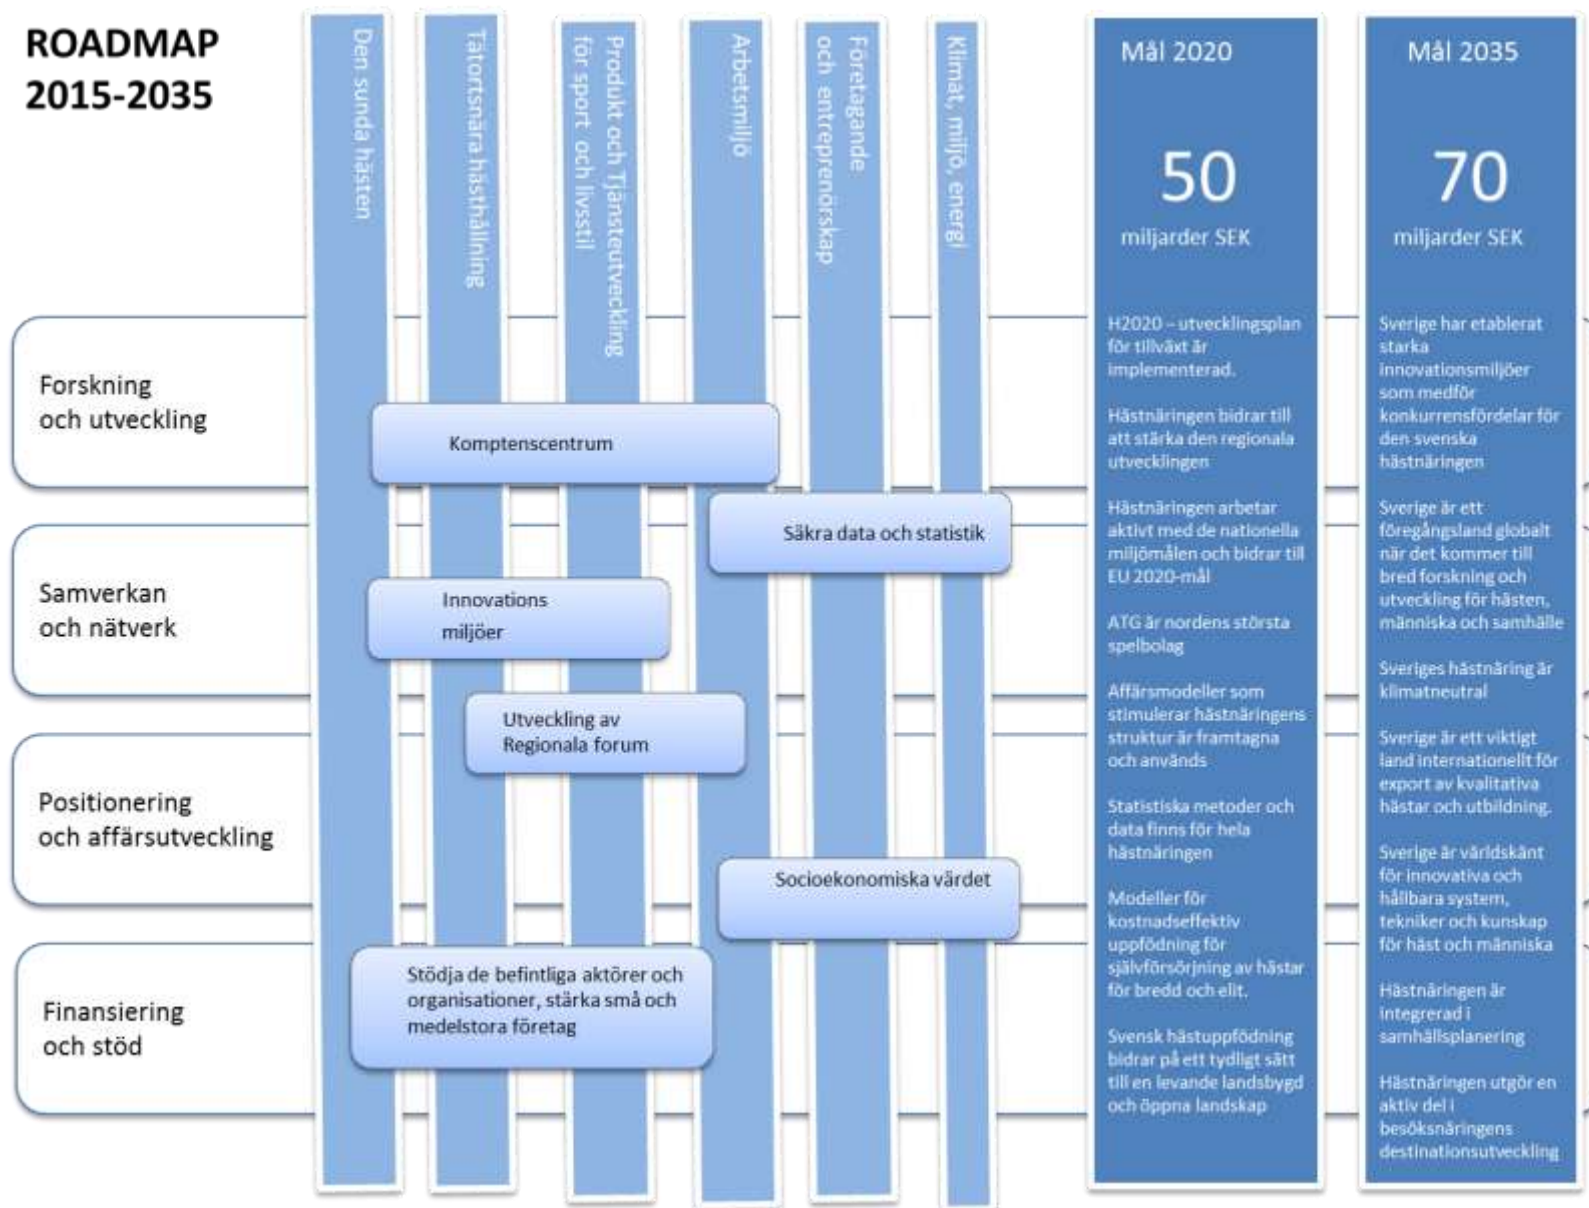 ROADMAP
2015-2035
Den sunda hästen
Tätortsnära hästhållning
Produkt och Tjänsteutveckling
för sport och livsstil
Arbetsmiljö
Företagande
och entreprenörskap
Klimat, miljö, energi
Forskning
och utveckling
Samverkan
och nätverk
Positionering
och affärsutveckling
Finansiering
och stöd
Komptenscentrum
Säkra data och statistik
Innovations
miljöer
Utveckling av
Regionala forum
Socioekonomiska värdet
Stödja de befintliga aktörer och
organisationer, stärka små och
medelstora företag
Mål 2020
50
miljarder SEK
H2020 – utvecklingsplan
för tillväxt är
implementerad.
Hästnäringen bidrar till
att stärka den regionala
utvecklingen
Hästnäringen arbetar
aktivt med de nationella
miljömålen och bidrar till
EU 2020-mål
ATG är nordens största
spelbolag
Affärsmodeller som
stimulerar hästnäringens
struktur är framtagna
och används
Statistiska metoder och
data finns för hela
hästnäringen
Modeller för
kostnadseffektiv
uppfödning för
självförsörjning av hästar
för bredd och elit.
Svensk hästuppfödning
bidrar på ett tydligt sätt
till en levande landsbygd
och öppna landskap
Mål 2035
70
miljarder SEK
Sverige har etablerat
starka
innovationsmiljöer
som medför
konkurrensfördelar för
den svenska
hästnäringen
Sverige är ett
föregångsland globalt
när det kommer till
bred forskning och
utveckling för hästen,
människa och samhälle
Sveriges hästnäring är
klimatneutral
Sverige är ett viktigt
land internationellt för
export av kvalitativa
hästar och utbildning.
Sverige är världskänt
för innovativa och
hållbara system,
tekniker och kunskap
för häst och människa
Hästnäringen är
integrerad i
samhällsplanering
Hästnäringen utgör en
aktiv del i
besöksnäringens
destinationsutveckling